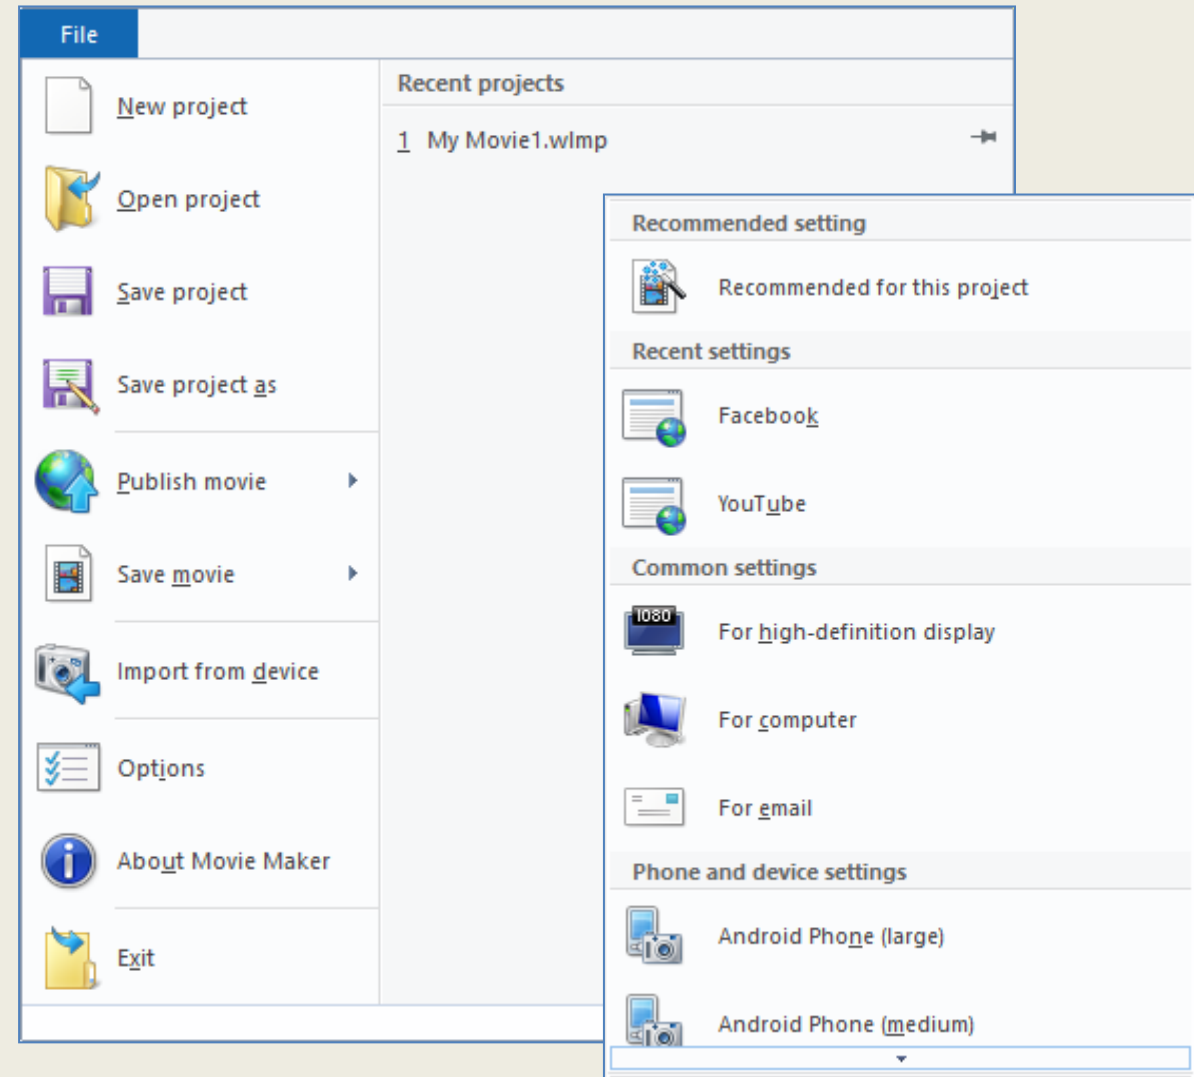 File
New project
Open project
Save project
Save project as
Publish movie
Save movie
Import from device
Options
About Movie Maker
Exit
Recent projects
1 My Movie1.wlmp
Recommended setting
Recommended for this project
Recent settings
Facebook
YouTube
Common settings
1080
For high-definition display
For computer
For email
Phone and device settings
Android Phone (large)
Android Phone (medium)